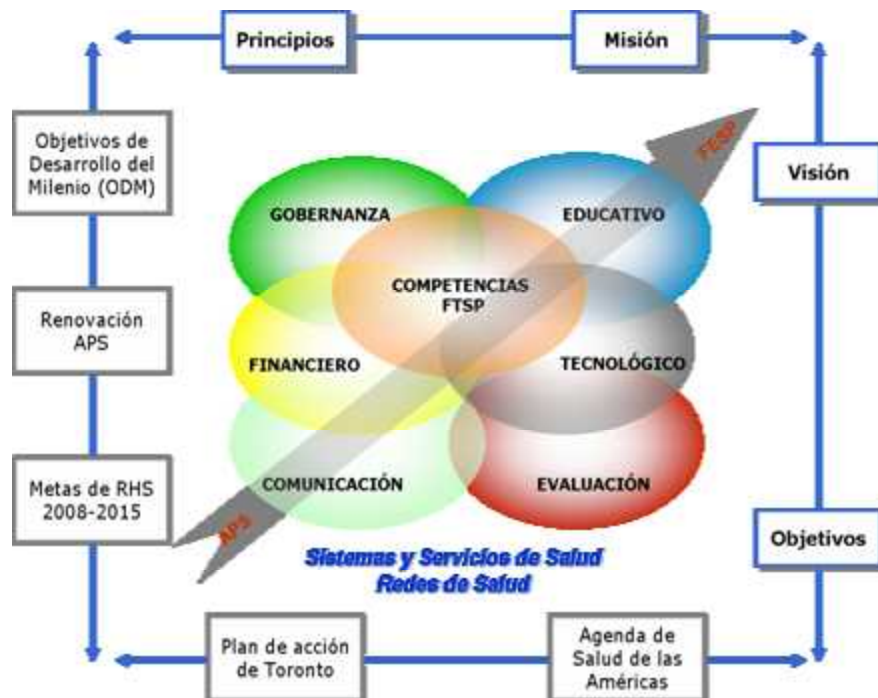 Principios
Misión
Objetivos de
Desarrollo del
Milenio (ODM)
Visión
FESP
GOBERNANZA
EDUCATIVO
COMPETENCIAS
FTSP
Renovación
APS
FINANCIERO
TECNOLÓGICO
Metas de RHS
2008-2015
COMUNICACIÓN
EVALUACIÓN
APS
Objetivos
Sistemas y Servicios de Salud
Redes de Salud
Plan de acción
de Toronto
Agenda de
Salud de las
Américas